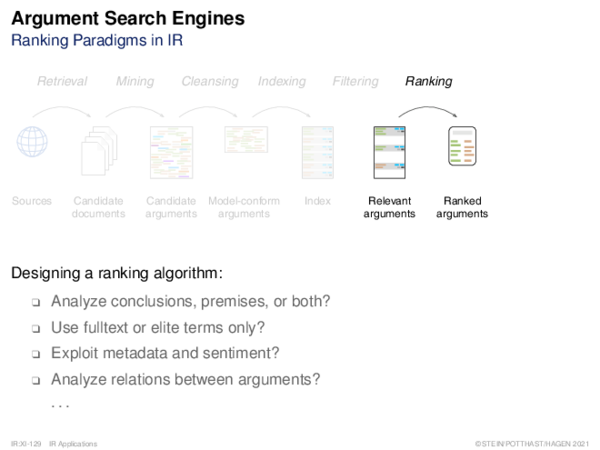 Argument Search Engines
Ranking Paradigms in IR
Retrieval Mining Cleansing Indexing Filtering Ranking
Sources Candidate Candidate Model-conform Index Relevant Ranked
documents arguments arguments arguments arguments
Designing a ranking algorithm:
❑ Analyze conclusions, premises, or both?
❑ Use fulltext or elite terms only?
❑ Exploit metadata and sentiment?
❑ Analyze relations between arguments?
. . .
IR:XI-129 IR Applications ©STEIN/POTTHAST/HAGEN 2021